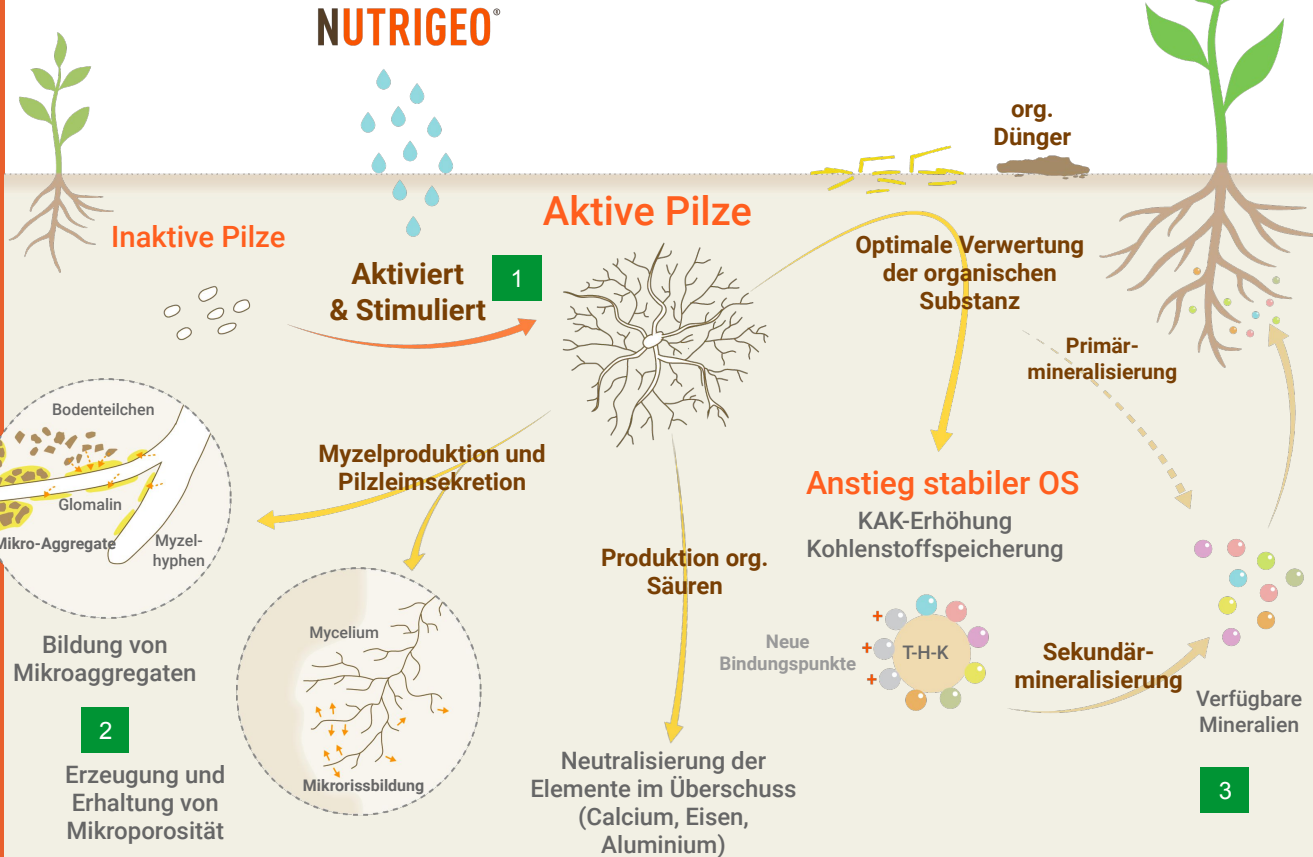 NUTRIGEO®
org.
Dünger
Inaktive Pilze
Aktiviert
& Stimuliert
1
Aktive Pilze
Optimale Verwertung
der organischen
Substanz
Primär-
mineralisierung
Bodenteilchen
Glomalin
Mikro-Aggregate
Myzel-
hyphen
Myzelproduktion und
Pilzleimsekretion
Anstieg stabiler OS
KAK-Erhöhung
Kohlenstoffspeicherung
Produktion org.
Säuren
Bildung von
Mikroaggregaten
2
Erzeugung und
Erhaltung von
Mikroporosität
Mycelium
Mikrorissbildung
Neutralisierung der
Elemente im Überschuss
(Calcium, Eisen,
Aluminium)
Neue
Bindungspunkte
+
+
+
T-H-K
Sekundär-
mineralisierung
Verfügbare
Mineralien
3